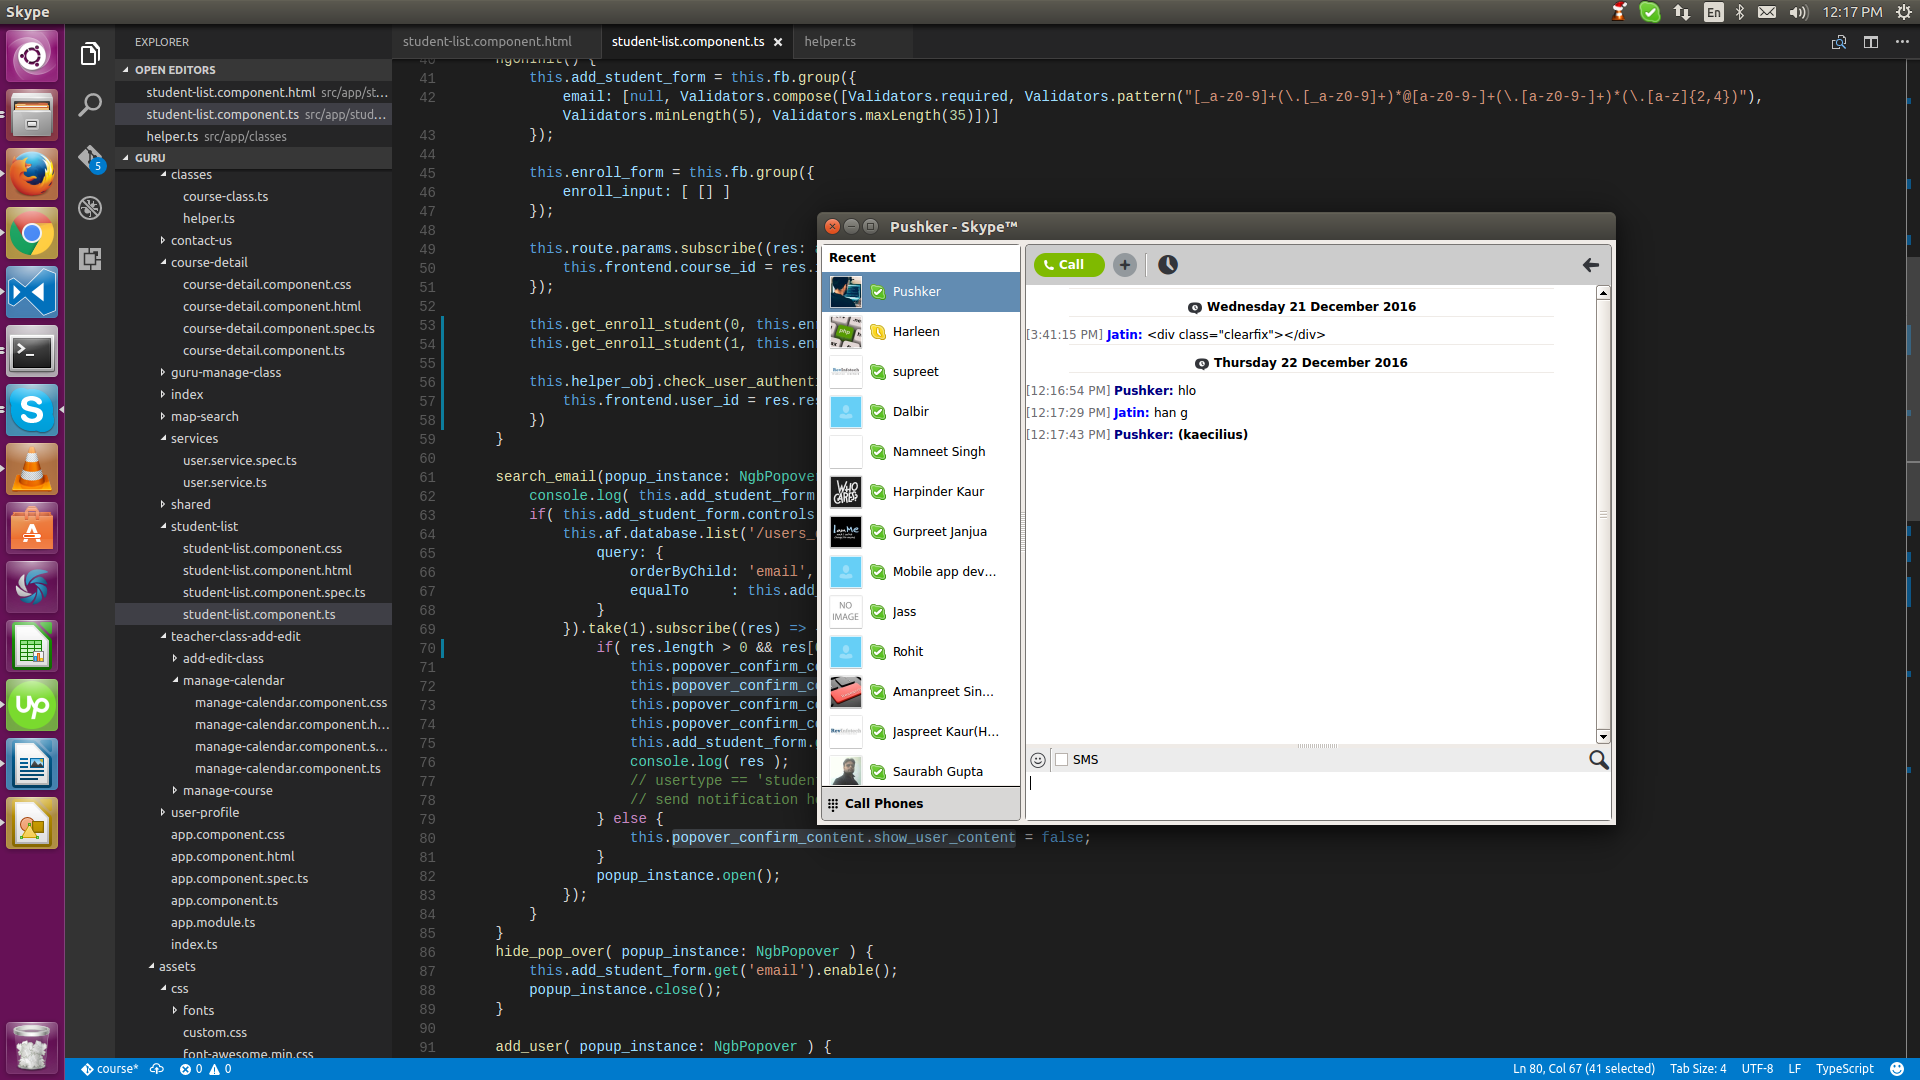 Skype
En
12:17 PM
EXPLORER
OPEN EDITORS
student-list.component.html src/app/st...
student-list.component.ts src/app/stud...
helper.ts src/app/classes
GURU
classes
course-class.ts
helper.ts
contact-us
course-detail
course-detail.component.css
course-detail.component.html
course-detail.component.spec.ts
course-detail.component.ts
guru-manage-class
index
map-search
services
user.service.spec.ts
user.service.ts
shared
student-list
student-list.component.css
student-list.component.html
student-list.component.spec.ts
student-list.component.ts
teacher-class-add-edit
add-edit-class
manage-calendar
manage-calendar.component.css
manage-calendar.component.h...
manage-calendar.component.s...
manage-calendar.component.ts
manage-course
user-profile
app.component.css
app.component.html
app.component.spec.ts
app.component.ts
app.module.ts
index.ts
assets
css
fonts
custom.css
font-awesome.min.css
5
student-list.component.html
student-list.component.ts
helper.ts
40 ngOnInit() {
41 this.add_student_form = this.fb.group({
42 email: [null, Validators.compose([Validators.required, Validators.pattern("[_a-z0-9]+(\.[_a-z0-9]+)*@[a-z0-9-]+(\.[a-z0-9-]+)*(\.[a-z]{2,4})"),
Validators.minLength(5), Validators.maxLength(35)])]
43 });
44
45 this.enroll_form = this.fb.group({
46 enroll_input: [ [] ]
47 });
48
49 this.route.params.subscribe((res:
50 this.frontend.course_id = res.
51 });
52
53 this.get_enroll_student(0, this.en
54 this.get_enroll_student(1, this.en
55
56 this.helper_obj.check_user_authenti
57 this.frontend.user_id = res.res
58 })
59 }
60
61 search_email(popup_instance: NgbPopover
62 console.log( this.add_student_form
63 if( this.add_student_form.controls
64 this.af.database.list('/users_
65 query: {
66 orderByChild: 'email',
67 equalTo : this.add_
68 }
69 }).take(1).subscribe((res) =>
70 if( res.length > 0 && res[
71 this.popover_confirm_co
72 this.popover_confirm_co
73 this.popover_confirm_co
74 this.popover_confirm_co
75 this.add_student_form.
76 console.log( res );
77 // usertype == 'student
78 // send notification h
79 } else {
80 this.popover_confirm_content.show_user_content = false;
81 }
82 popup_instance.open();
83 });
84 }
85 }
86 hide_pop_over( popup_instance: NgbPopover ) {
87 this.add_student_form.get('email').enable();
88 popup_instance.close();
89 }
90
91 add_user( popup_instance: NgbPopover ) {
Pushker - Skype™
Recent
Pushker
Harleen
supreet
Dalbir
Namneet Singh
Harpinder Kaur
Gurpreet Janjua
Mobile app dev...
NO IMAGE
Jass
Rohit
Amanpreet Sin...
Jaspreet Kaur(H...
Saurabh Gupta
Call Phones
Call
Wednesday 21 December 2016
[3:41:15 PM] Jatin: <div class="clearfix"></div>
Thursday 22 December 2016
[12:16:54 PM] Pushker: hlo
[12:17:29 PM] Jatin: han g
[12:17:43 PM] Pushker: (kaecilius)
SMS
course* 0 0
Ln 80, Col 67 (41 selected) Tab Size: 4 UTF-8 LF TypeScript